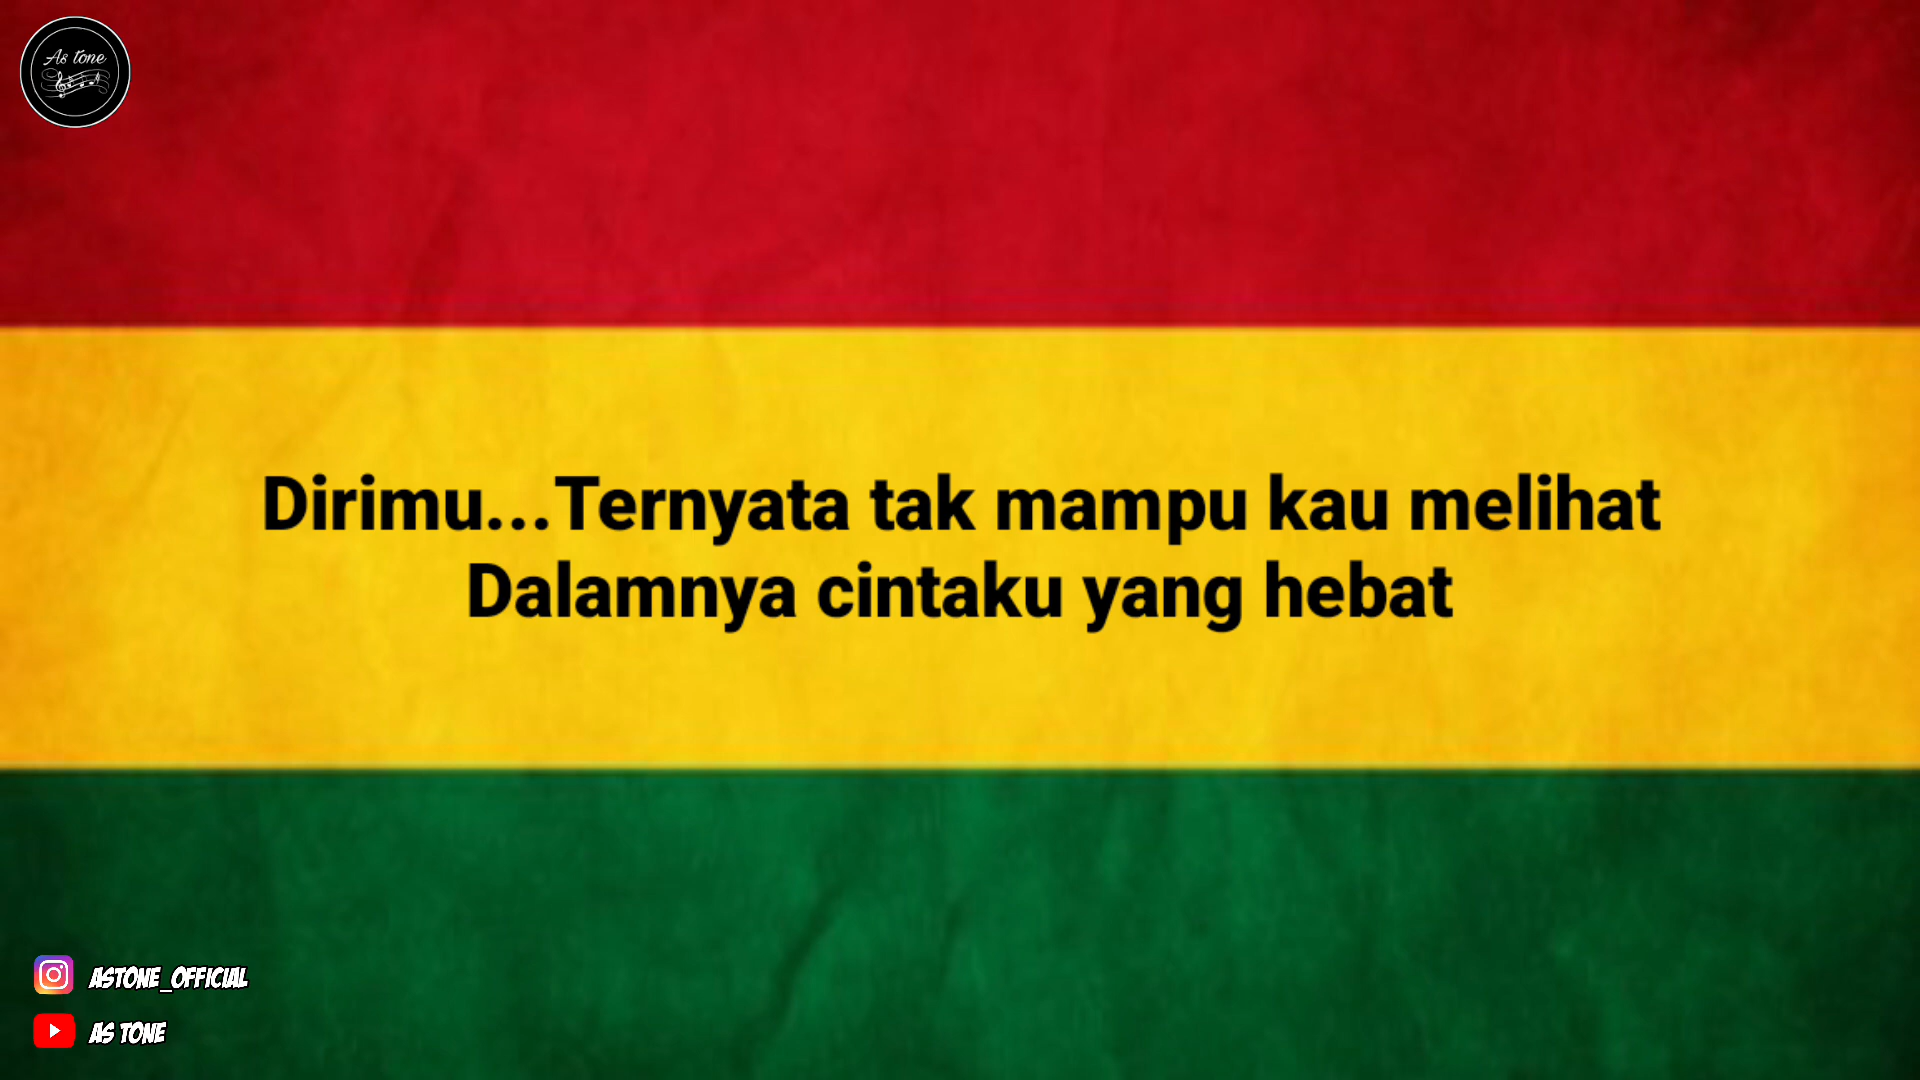 As tone
Dirimu...Ternyata tak mampu kau melihat
Dalamnya cintaku yang hebat
ASTONE_OFFICIAL
AS TONE